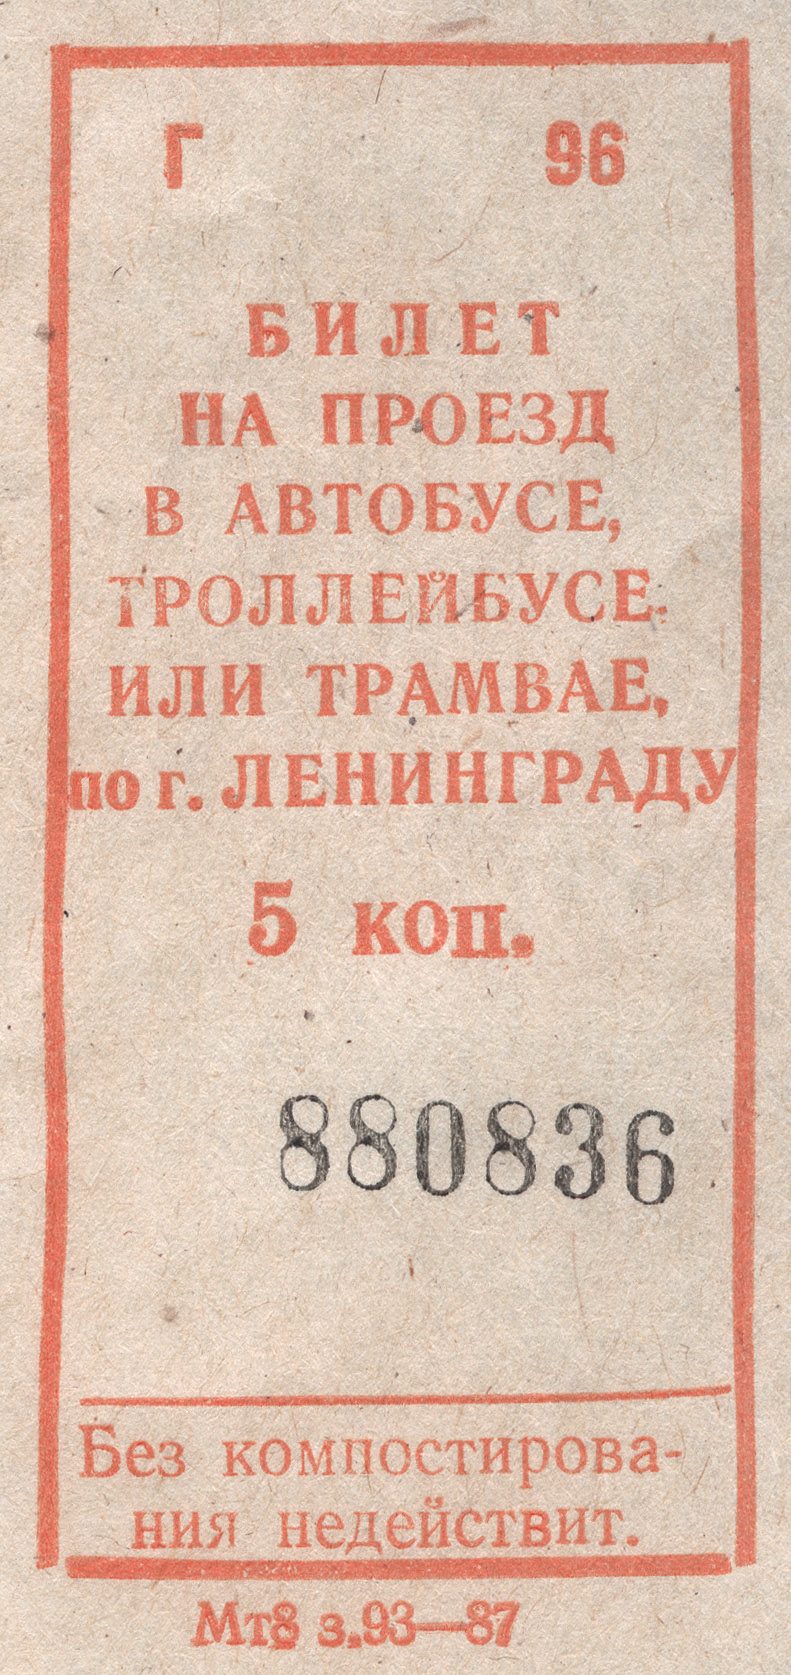 Г 96
БИЛЕТ
НА ПРОЕЗД
В АВТОБУСЕ,
ТРОЛЛЕЙБУСЕ.
ИЛИ ТРАМВАЕ,
по г. ЛЕНИНГРАДУ
5 коп.
880836
Без компостирова-
ния недействит.
Мт8 з.93—87